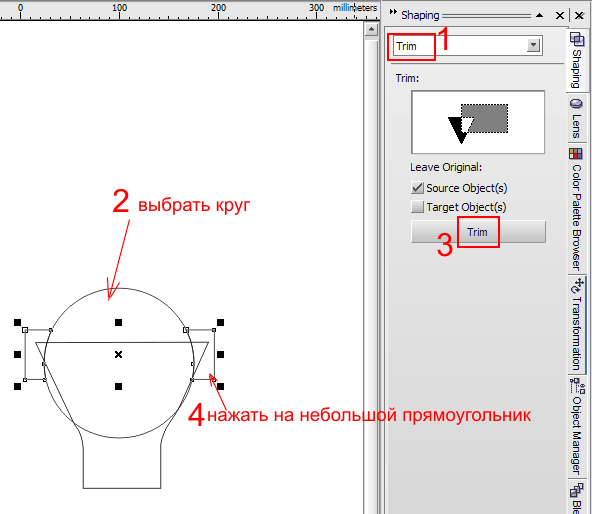 0 100 200 300 millimeters
Shaping
Trim
1
Trim:
Leave Original:
Source Object(s)
Target Object(s)
Trim
3
2 выбрать круг
4 нажать на небольшой прямоугольник
Shaping
Lens
Color Palette Browser
Transformation
Object Manager
Ble